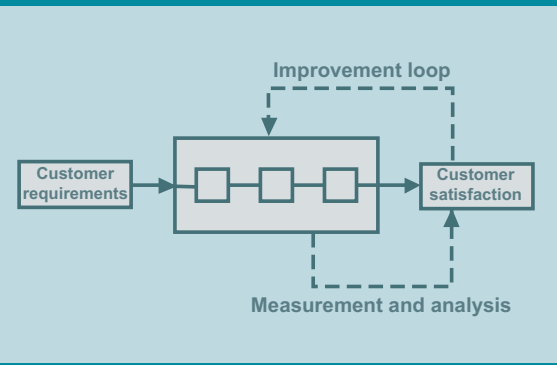 Improvement loop
Customer
requirements
Customer
satisfaction
Measurement and analysis